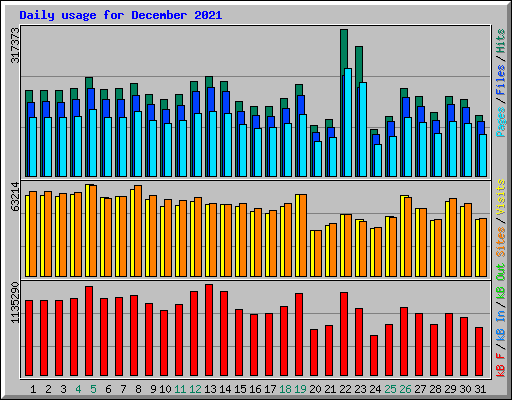 Daily usage for December 2021
317373
Pages / Files / Hits
63214
Sites / Visits
1135290
kB F / kB In / kB Out
1 2 3 4 5 6 7 8 9 10 11 12 13 14 15 16 17 18 19 20 21 22 23 24 25 26 27 28 29 30 31